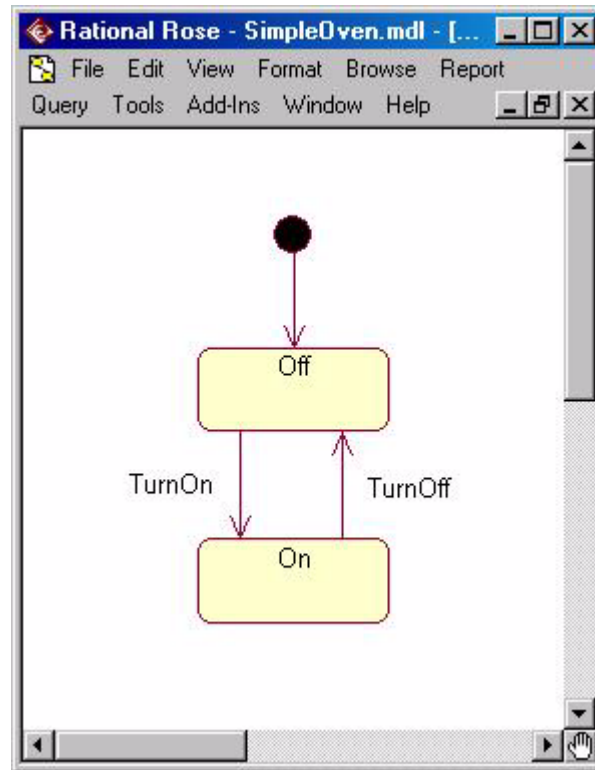 Rational Rose - SimpleOven.mdl - [...
File Edit View Format Browse Report
Query Tools Add-Ins Window Help
Off
TurnOn
TurnOff
On